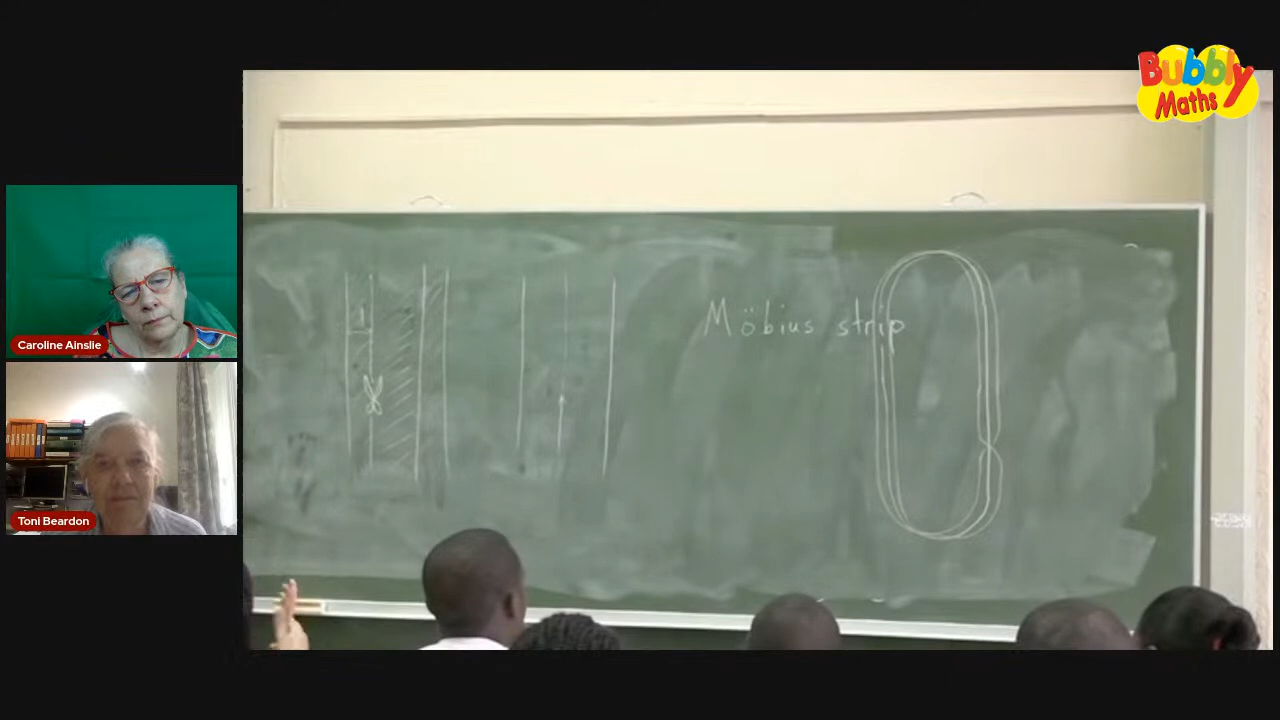 Bubbly
Maths
Möbius strip
Caroline Ainslie
Toni Beardon